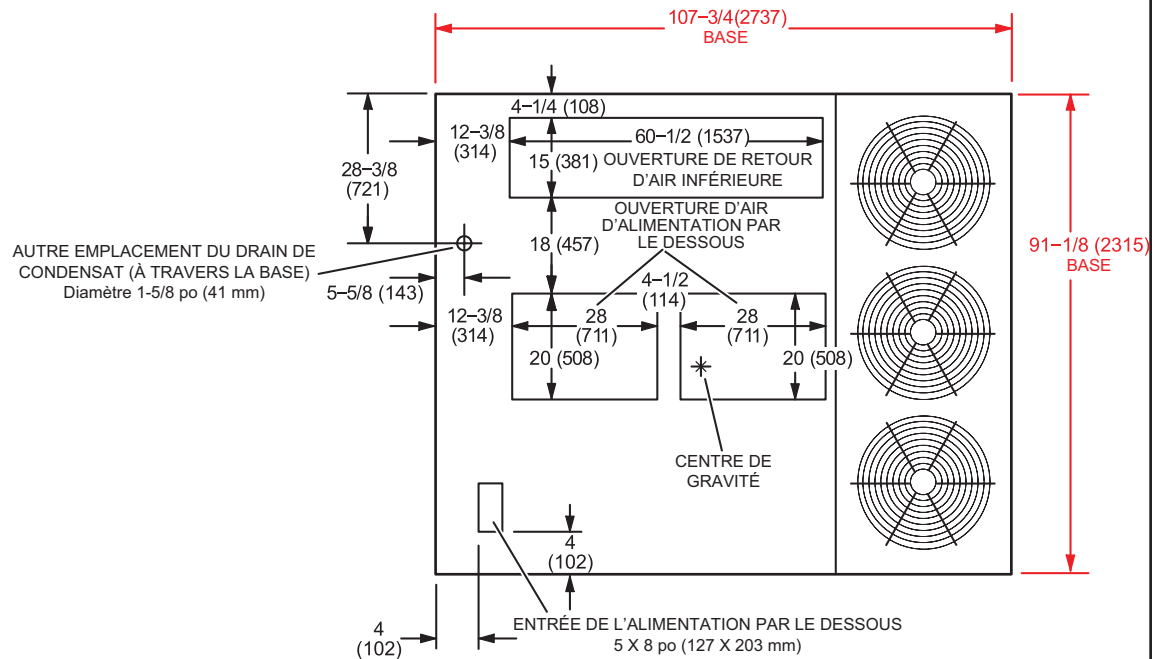 107–3/4(2737)
BASE
4–1/4 (108)
12–3/8
(314)
60–1/2 (1537)
15 (381)
OUVERTURE DE RETOUR
D'AIR INFÉRIEURE
28–3/8
(721)
OUVERTURE D'AIR
D'ALIMENTATION PAR
LE DESSOUS
18 (457)
91–1/8 (2315)
BASE
AUTRE EMPLACEMENT DU DRAIN DE
CONDENSAT (À TRAVERS LA BASE)
Diamètre 1-5/8 po (41 mm)
5–5/8 (143)
4–1/2
(114)
12–3/8
(314)
28
(711)
28
(711)
20 (508)
20 (508)
CENTRE DE
GRAVITÉ
4
(102)
ENTRÉE DE L'ALIMENTATION PAR LE DESSOUS
5 X 8 po (127 X 203 mm)
4
(102)